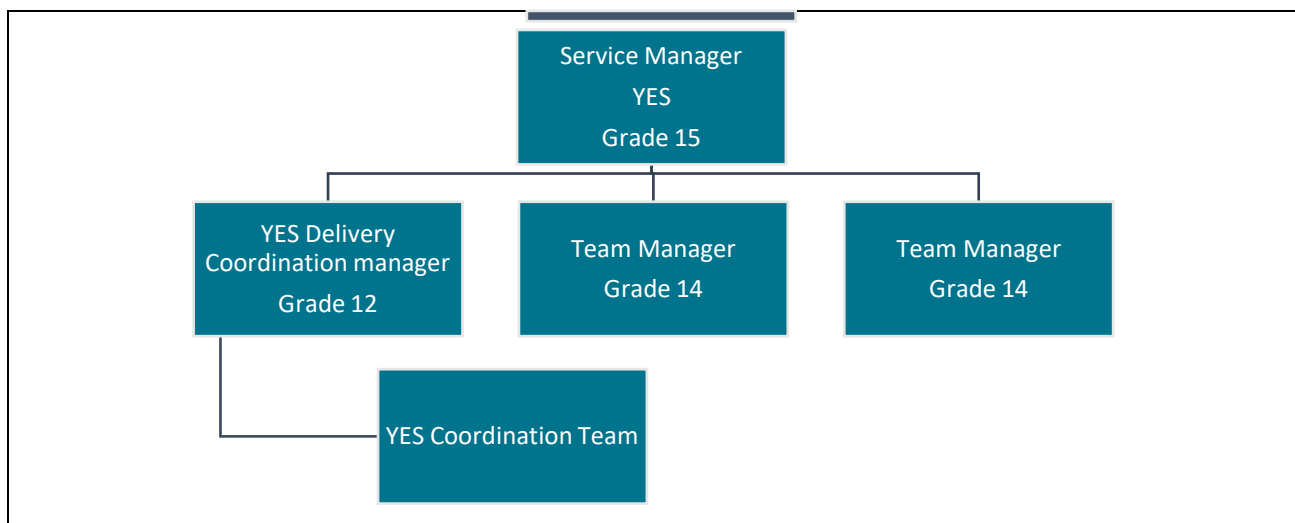 Service Manager
YES
Grade 15
YES Delivery
Coordination manager
Grade 12
Team Manager
Grade 14
Team Manager
Grade 14
YES Coordination Team